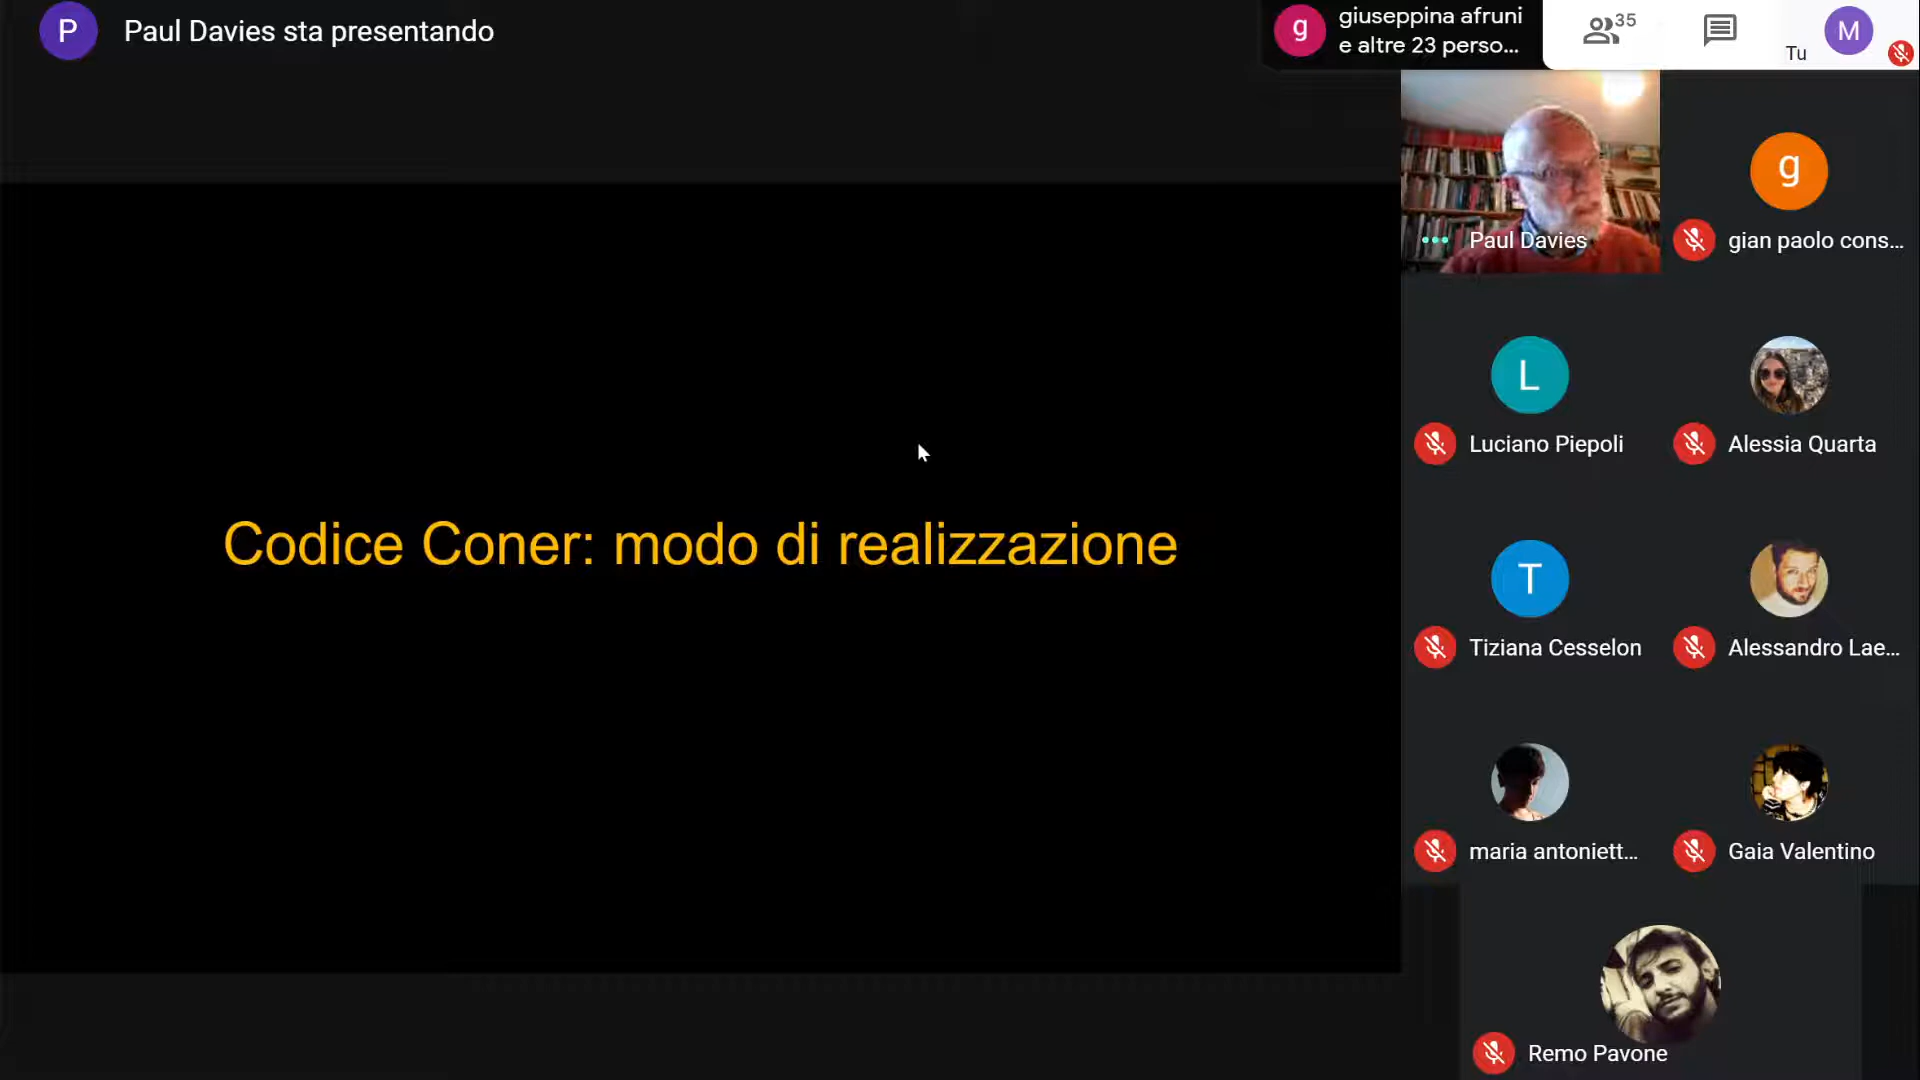 P
Paul Davies sta presentando
g
giuseppina afruni
e altre 23 perso...
35
Tu
M
Paul Davies
g
gian paolo cons...
Codice Coner: modo di realizzazione
L
Luciano Piepoli
Alessia Quarta
T
Tiziana Cesselon
Alessandro Lae...
maria antoniett...
Gaia Valentino
Remo Pavone